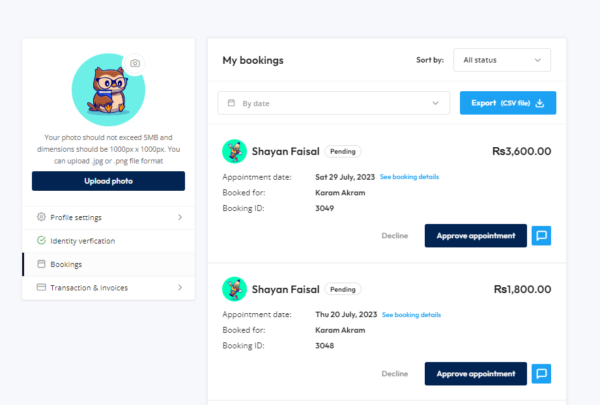 Your photo should not exceed 5MB and
dimensions should be 1000px x 1000px. You
can upload .jpg or .png file format
Upload photo
Profile settings
Identity verfication
Bookings
Transaction & Invoices
My bookings
Sort by:
All status
By date
Export (CSV file)
Shayan Faisal Pending
Rs3,600.00
Appointment date: Sat 29 July, 2023 See booking details
Booked for: Karam Akram
Booking ID: 3049
Decline
Approve appointment
Shayan Faisal Pending
Rs1,800.00
Appointment date: Thu 20 July, 2023 See booking details
Booked for: Karam Akram
Booking ID: 3048
Decline
Approve appointment